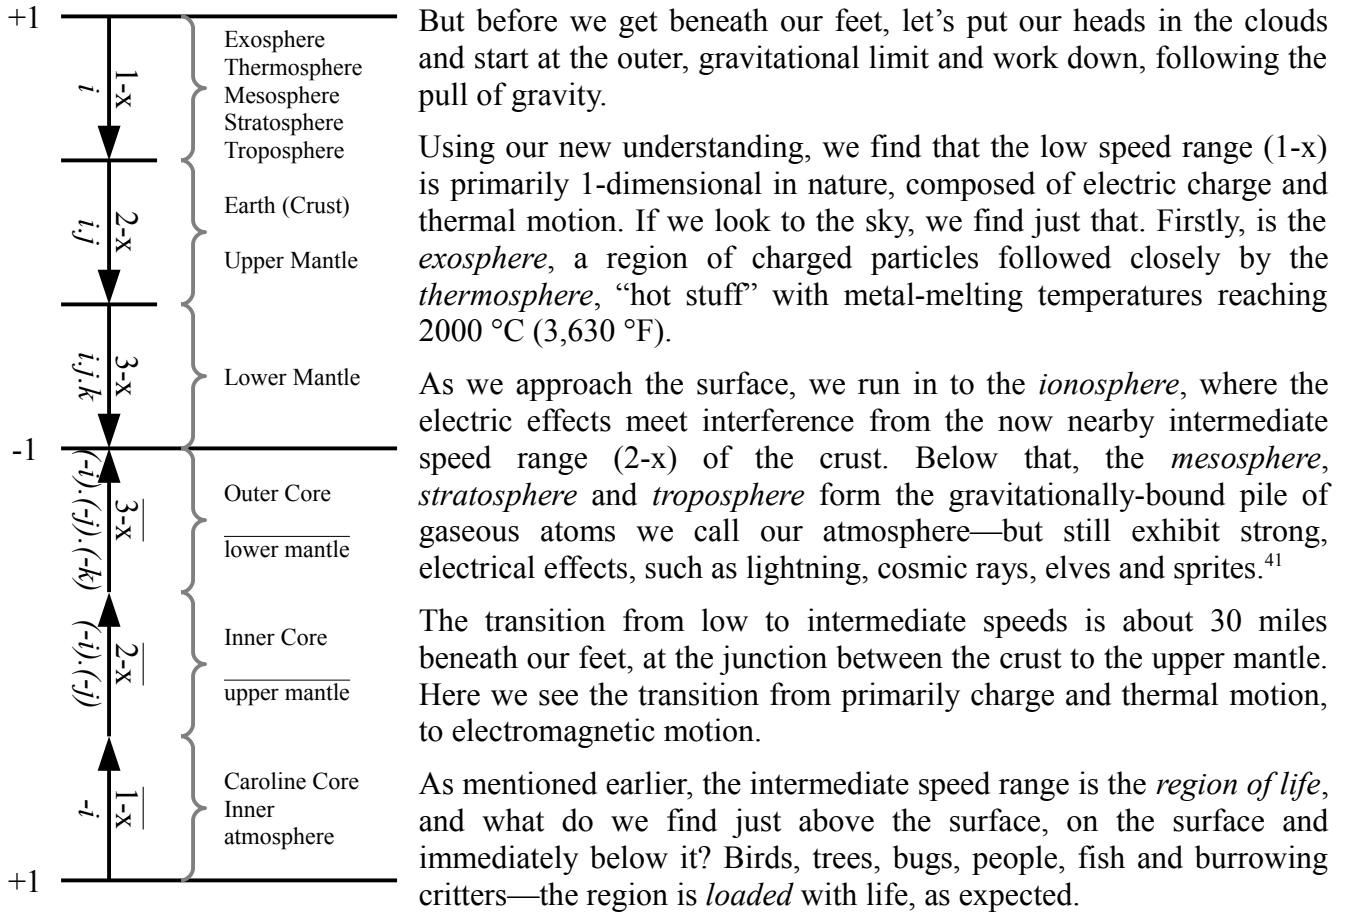 +1
1-x
i
Exosphere
Thermosphere
Mesosphere
Stratosphere
Troposphere
2-x
i.j
Earth (Crust)
Upper Mantle
3-x
i.j.k
Lower Mantle
-1
3-x
(-i).(-j).(-k)
Outer Core
lower mantle
2-x
(-i).(-j)
Inner Core
upper mantle
1-x
-i
Caroline Core
Inner
atmosphere
+1
But before we get beneath our feet, let’s put our heads in the clouds
and start at the outer, gravitational limit and work down, following the
pull of gravity.
Using our new understanding, we find that the low speed range (1-x)
is primarily 1-dimensional in nature, composed of electric charge and
thermal motion. If we look to the sky, we find just that. Firstly, is the
exosphere, a region of charged particles followed closely by the
thermosphere, “hot stuff” with metal-melting temperatures reaching
2000 °C (3,630 °F).
As we approach the surface, we run in to the ionosphere, where the
electric effects meet interference from the now nearby intermediate
speed range (2-x) of the crust. Below that, the mesosphere,
stratosphere and troposphere form the gravitationally-bound pile of
gaseous atoms we call our atmosphere—but still exhibit strong,
electrical effects, such as lightning, cosmic rays, elves and sprites.41
The transition from low to intermediate speeds is about 30 miles
beneath our feet, at the junction between the crust to the upper mantle.
Here we see the transition from primarily charge and thermal motion,
to electromagnetic motion.
As mentioned earlier, the intermediate speed range is the region of life,
and what do we find just above the surface, on the surface and
immediately below it? Birds, trees, bugs, people, fish and burrowing
critters—the region is loaded with life, as expected.